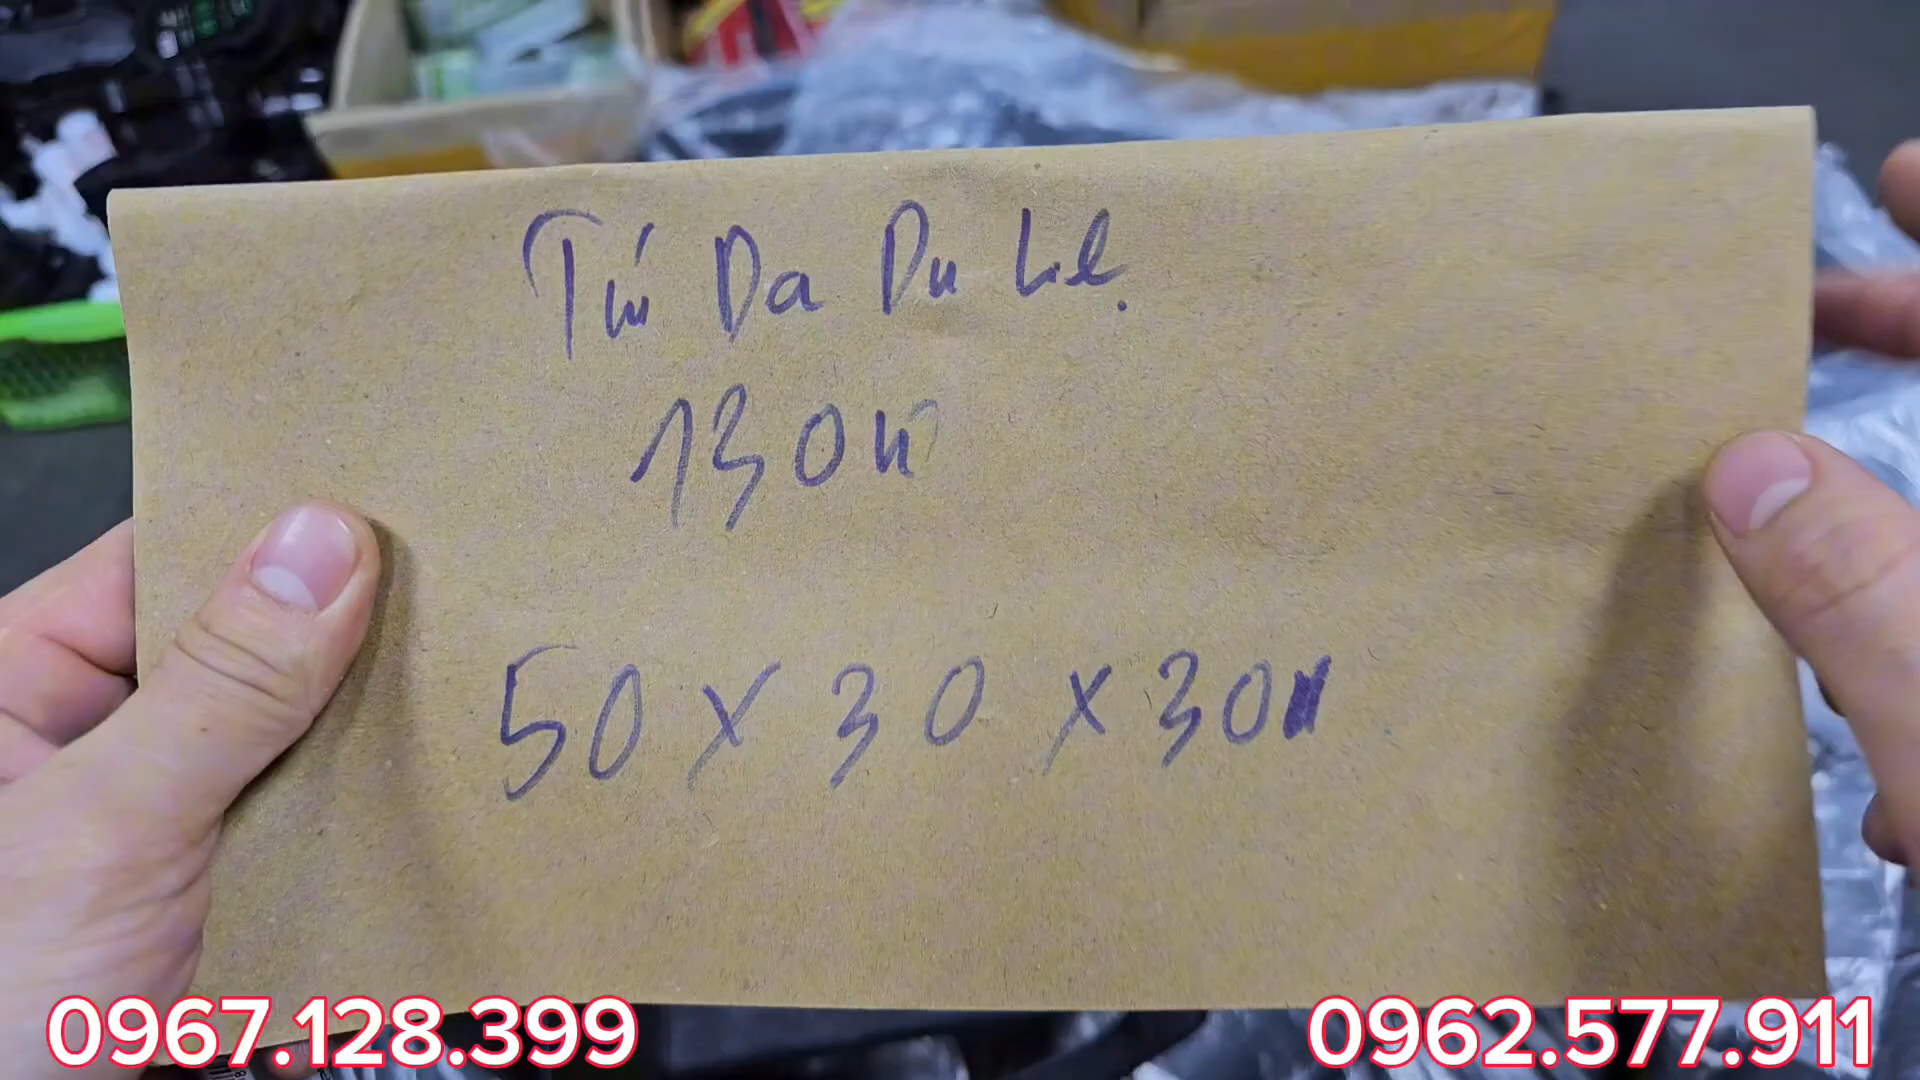 Túi Da Du Lịch
130K
50 x 30 x 30
0967.128.399
0962.577.911